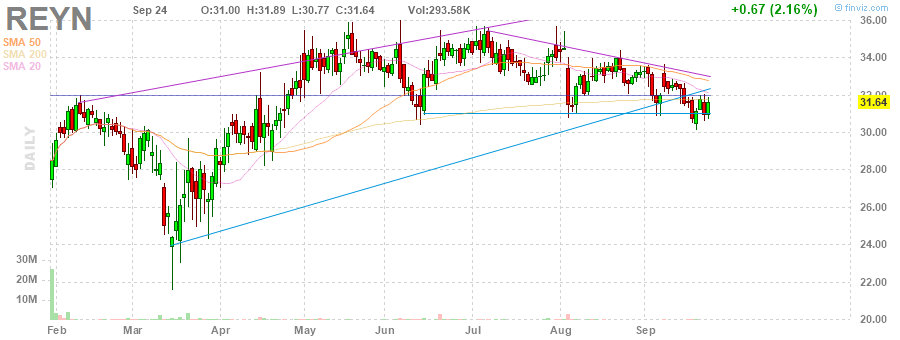 REYN Sep 24 O:31.00 H:31.89 L:30.77 C:31.64 Vol:293.58K +0.67 (2.16%) © finviz.com
SMA 50
SMA 200
SMA 20
DAILY
36.00
34.00
32.00
31.64
30.00
28.00
26.00
24.00
22.00
20.00
30M
20M
10M
Feb Mar Apr May Jun Jul Aug Sep